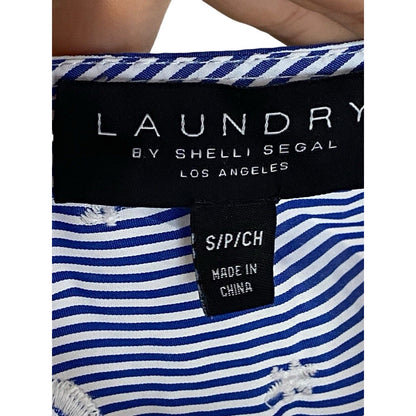 LAUNDRY
BY SHELLI SEGAL
LOS ANGELES
S/P/CH
MADE IN
CHINA